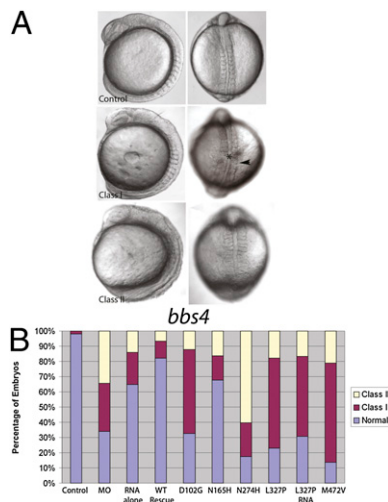 A
Control
Class I
Class II
bbs4
B
Percentage of Embryos
100%
90%
80%
70%
60%
50%
40%
30%
20%
10%
0%
Control
MO
RNA alone
WT Rescue
D102G
N165H
N274H
L327P
L327P RNA
M472V
Class II
Class I
Normal